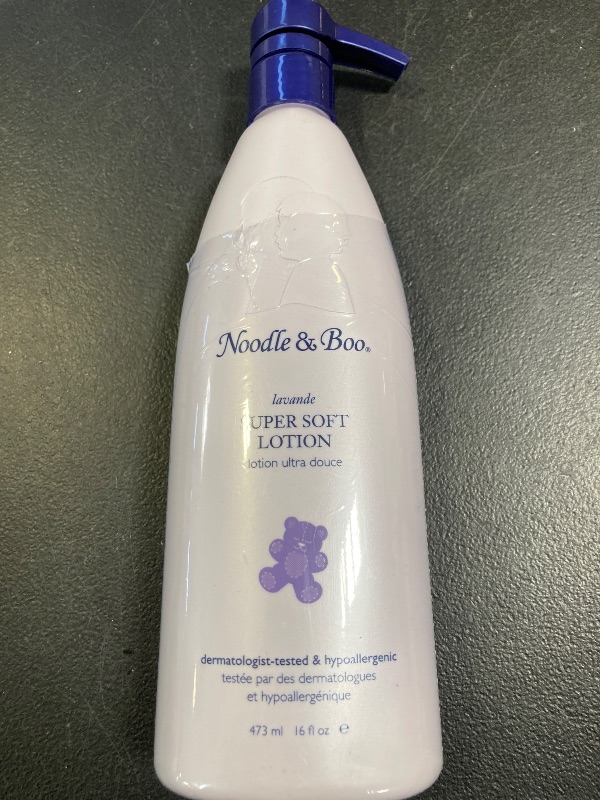 Noodle & Boo®
lavande
SUPER SOFT
LOTION
lotion ultra douce
dermatologist-tested & hypoallergenic
testée par des dermatologues
et hypoallergénique
473 ml 16 fl oz ℮